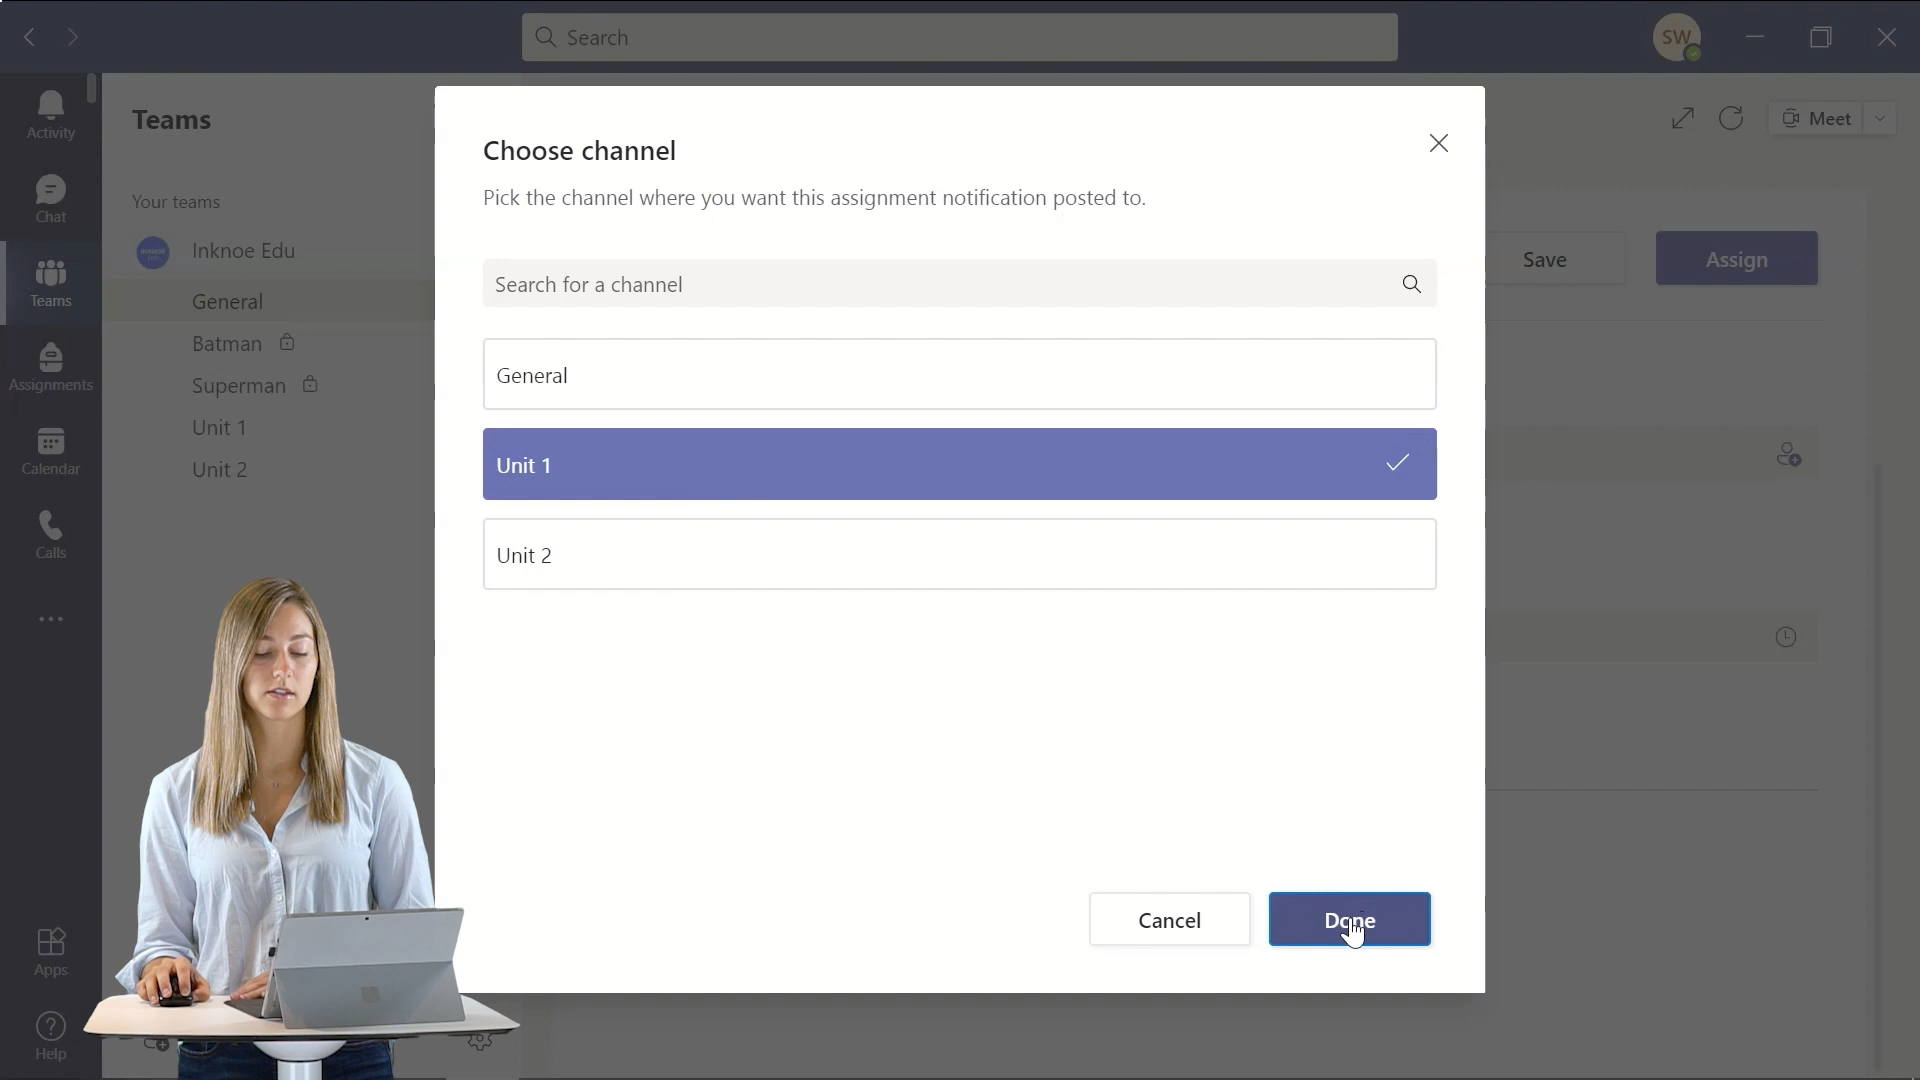 Search
SW
Activity
Chat
Teams
Assignments
Calendar
Calls
Apps
Help
Teams
Your teams
Inknoe Edu
General
Batman
Superman
Unit 1
Unit 2
Meet
Save
Assign
Choose channel
Pick the channel where you want this assignment notification posted to.
Search for a channel
General
Unit 1
Unit 2
Cancel
Done